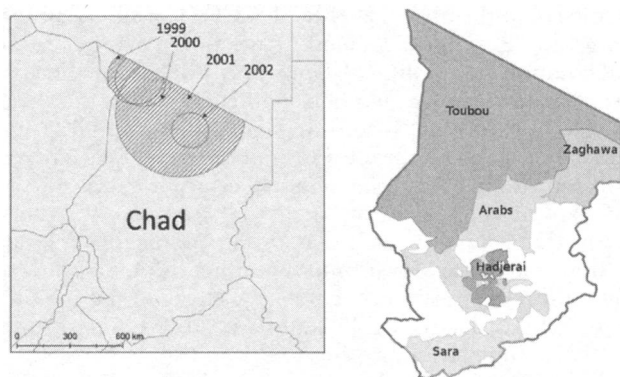 1999
2000
2001
2002
Chad
0 300 600 km.
Toubou
Zaghawa
Arabs
Hadjerai
Sara